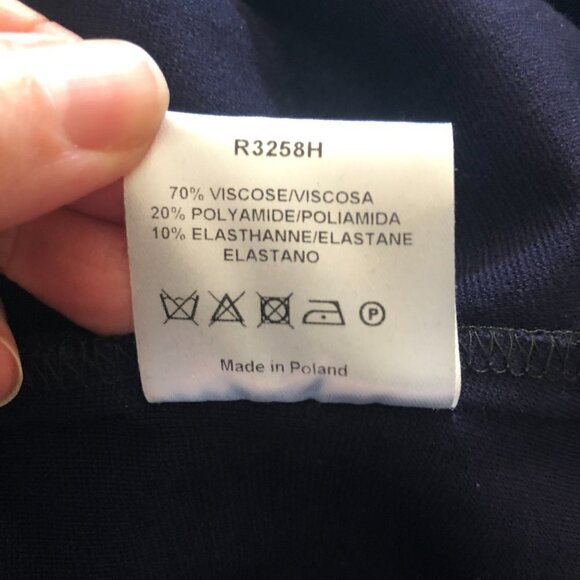 R3258H
70% VISCOSE/VISCOSA
20% POLYAMIDE/POLIAMIDA
10% ELASTHANNE/ELASTANE
ELASTANO
P
Made in Poland